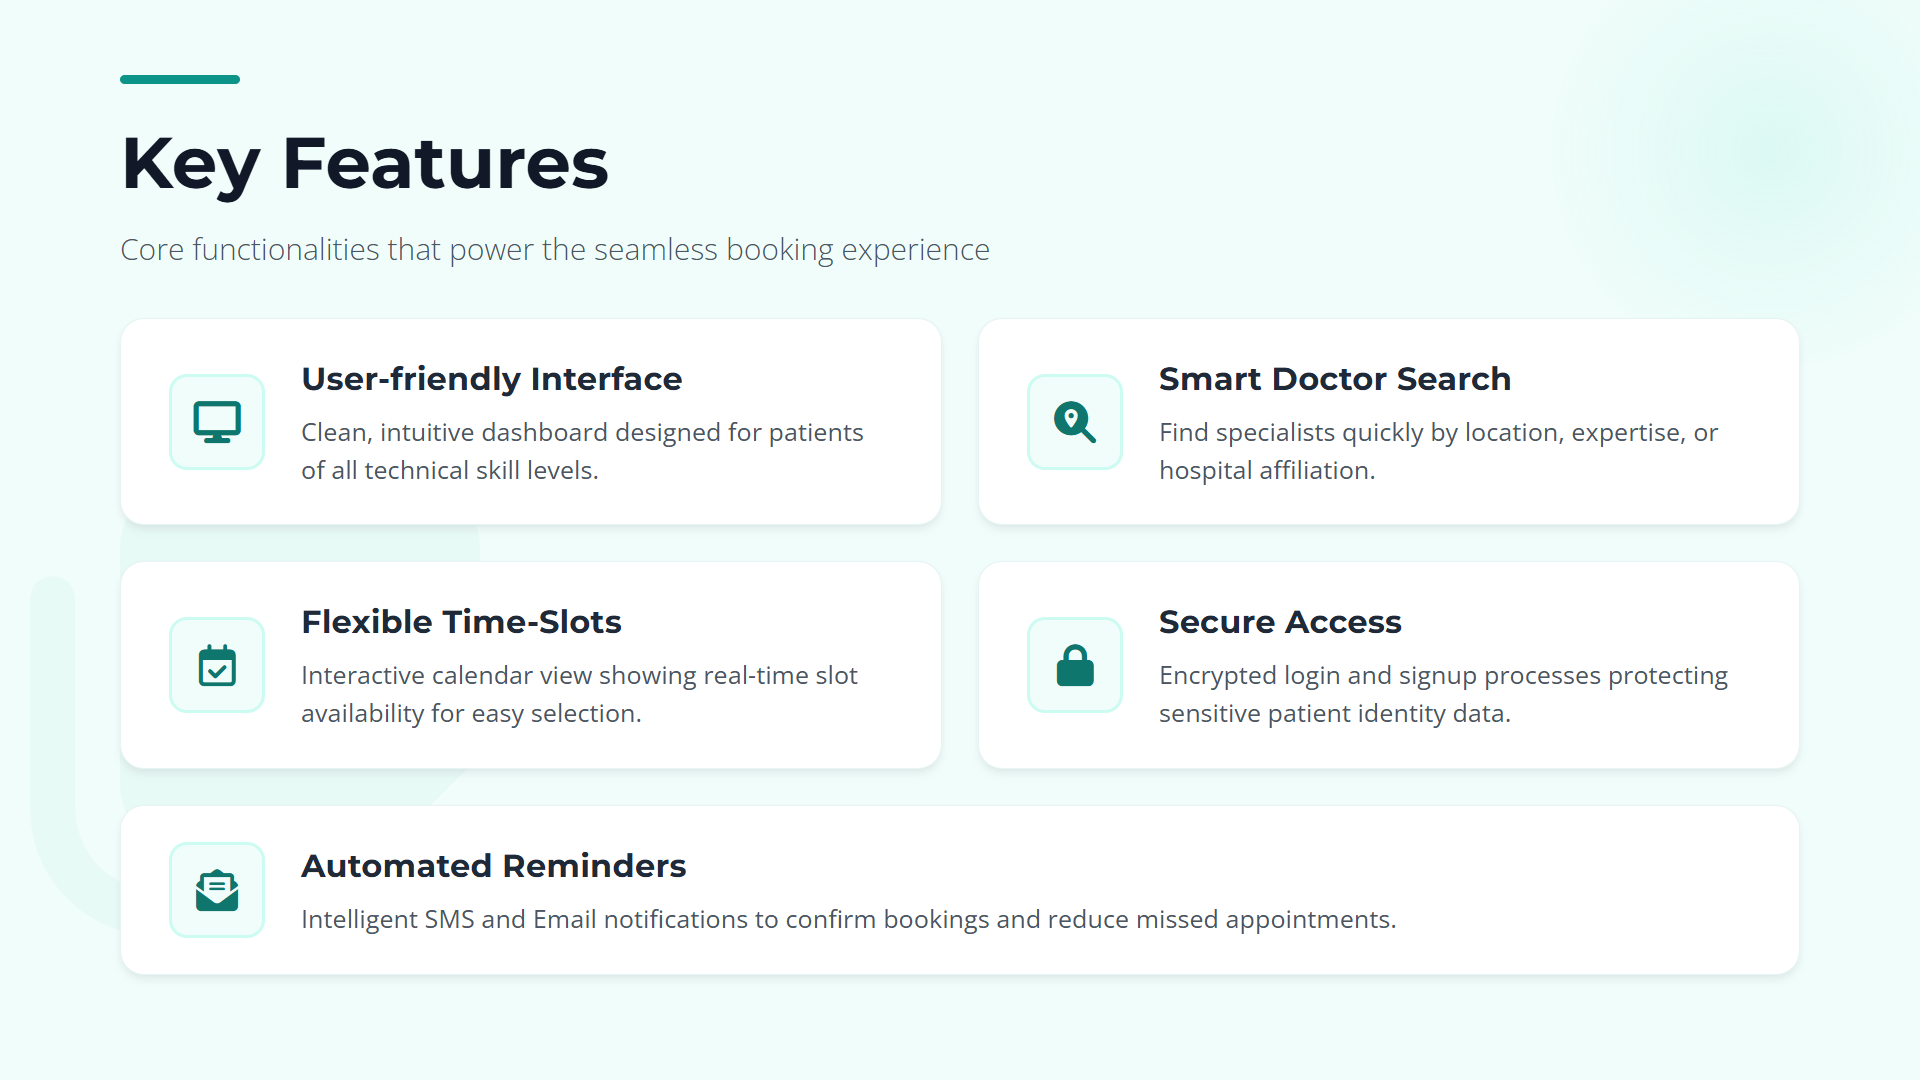 Key Features
Core functionalities that power the seamless booking experience
User-friendly Interface
Clean, intuitive dashboard designed for patients
of all technical skill levels.
Smart Doctor Search
Find specialists quickly by location, expertise, or
hospital affiliation.
Flexible Time-Slots
Interactive calendar view showing real-time slot
availability for easy selection.
Secure Access
Encrypted login and signup processes protecting
sensitive patient identity data.
Automated Reminders
Intelligent SMS and Email notifications to confirm bookings and reduce missed appointments.